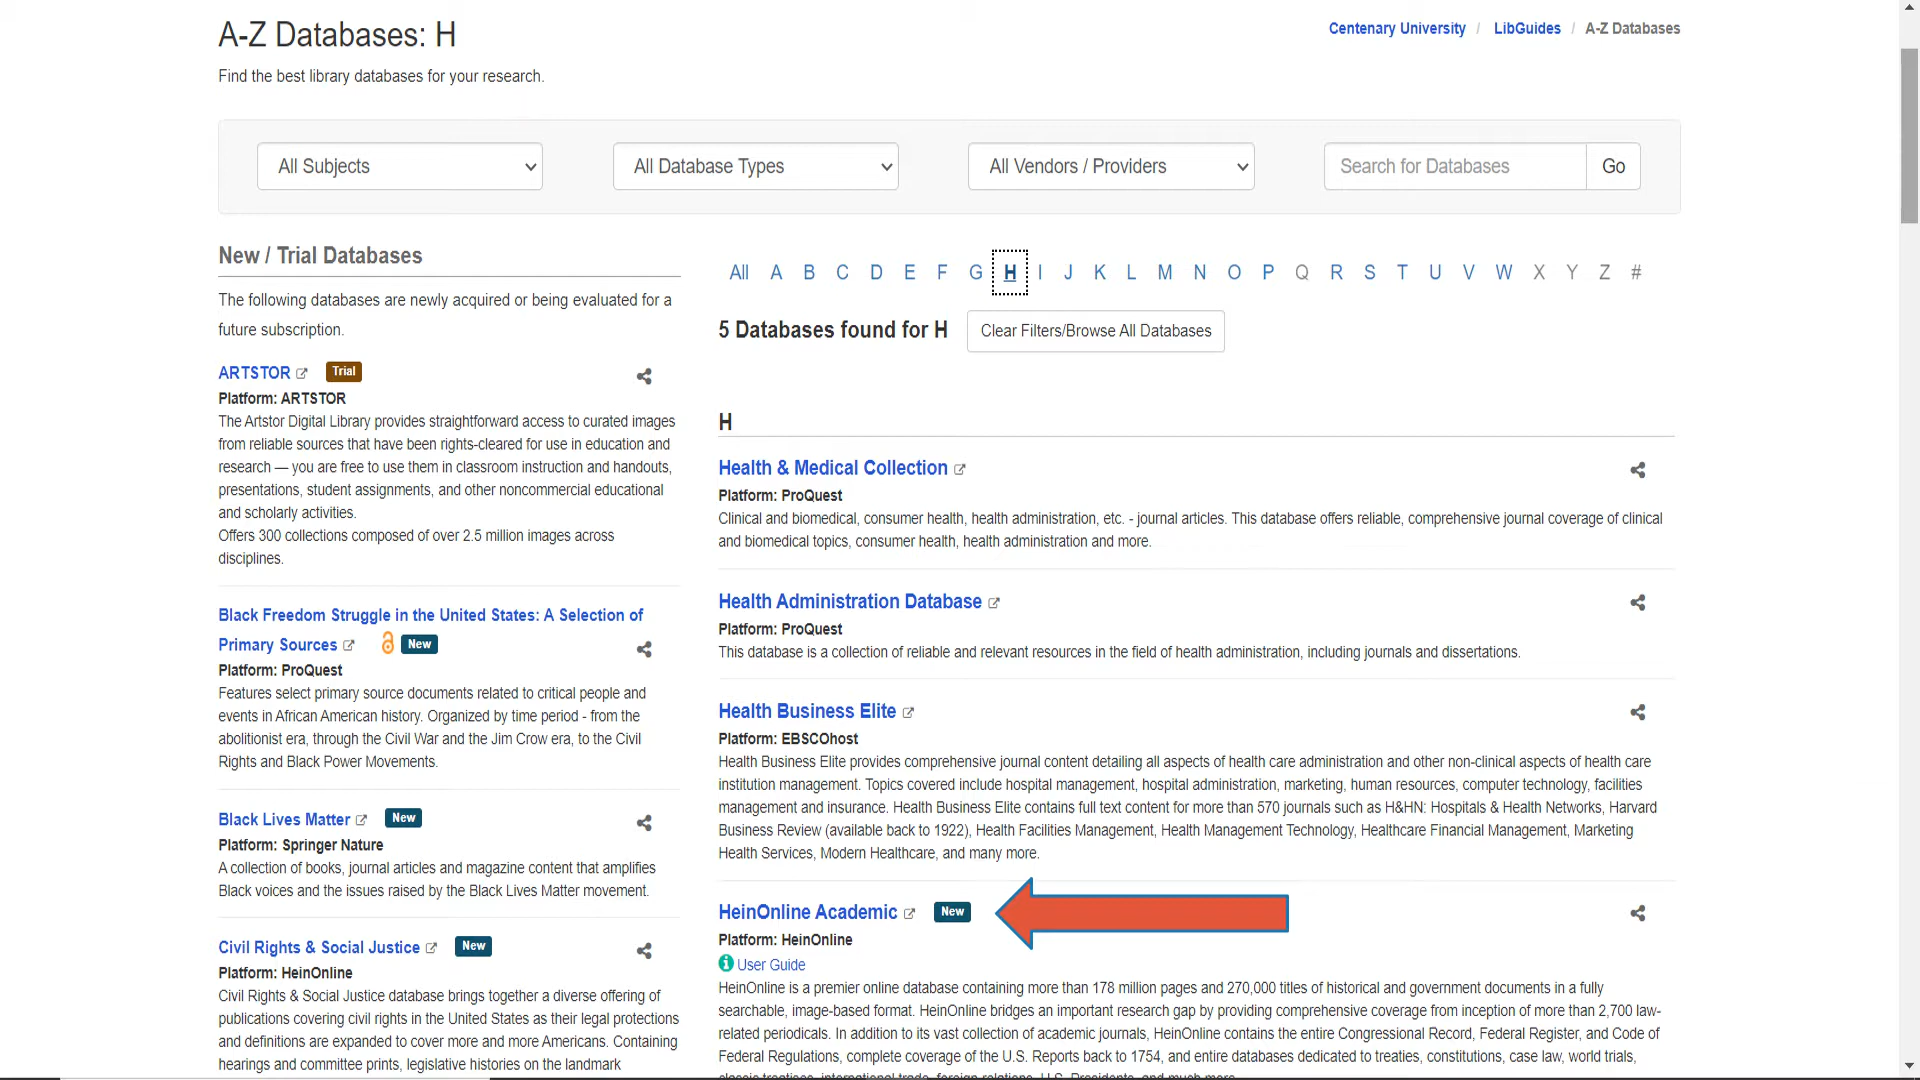 A-Z Databases: H
Centenary University / LibGuides / A-Z Databases
Find the best library databases for your research.
All Subjects
All Database Types
All Vendors / Providers
Search for Databases
Go
New / Trial Databases
The following databases are newly acquired or being evaluated for a
future subscription.
ARTSTOR Trial
Platform: ARTSTOR
The Artstor Digital Library provides straightforward access to curated images
from reliable sources that have been rights-cleared for use in education and
research — you are free to use them in classroom instruction and handouts,
presentations, student assignments, and other noncommercial educational
and scholarly activities.
Offers 300 collections composed of over 2.5 million images across
disciplines.
Black Freedom Struggle in the United States: A Selection of
Primary Sources New
Platform: ProQuest
Features select primary source documents related to critical people and
events in African American history. Organized by time period - from the
abolitionist era, through the Civil War and the Jim Crow era, to the Civil
Rights and Black Power Movements.
Black Lives Matter New
Platform: Springer Nature
A collection of books, journal articles and magazine content that amplifies
Black voices and the issues raised by the Black Lives Matter movement.
Civil Rights & Social Justice New
Platform: HeinOnline
Civil Rights & Social Justice database brings together a diverse offering of
publications covering civil rights in the United States as their legal protections
and definitions are expanded to cover more and more Americans. Containing
hearings and committee prints, legislative histories on the landmark
All A B C D E F G H I J K L M N O P Q R S T U V W X Y Z #
5 Databases found for H
Clear Filters/Browse All Databases
H
Health & Medical Collection
Platform: ProQuest
Clinical and biomedical, consumer health, health administration, etc. - journal articles. This database offers reliable, comprehensive journal coverage of clinical
and biomedical topics, consumer health, health administration and more.
Health Administration Database
Platform: ProQuest
This database is a collection of reliable and relevant resources in the field of health administration, including journals and dissertations.
Health Business Elite
Platform: EBSCOhost
Health Business Elite provides comprehensive journal content detailing all aspects of health care administration and other non-clinical aspects of health care
institution management. Topics covered include hospital management, hospital administration, marketing, human resources, computer technology, facilities
management and insurance. Health Business Elite contains full text content for more than 570 journals such as H&HN: Hospitals & Health Networks, Harvard
Business Review (available back to 1922), Health Facilities Management, Health Management Technology, Healthcare Financial Management, Marketing
Health Services, Modern Healthcare, and many more.
HeinOnline Academic New
Platform: HeinOnline
User Guide
HeinOnline is a premier online database containing more than 178 million pages and 270,000 titles of historical and government documents in a fully
searchable, image-based format. HeinOnline bridges an important research gap by providing comprehensive coverage from inception of more than 2,700 law-
related periodicals. In addition to its vast collection of academic journals, HeinOnline contains the entire Congressional Record, Federal Register, and Code of
Federal Regulations, complete coverage of the U.S. Reports back to 1754, and entire databases dedicated to treaties, constitutions, case law, world trials,
classic treatises, international trade, foreign relations, U.S. Presidents, and much more.